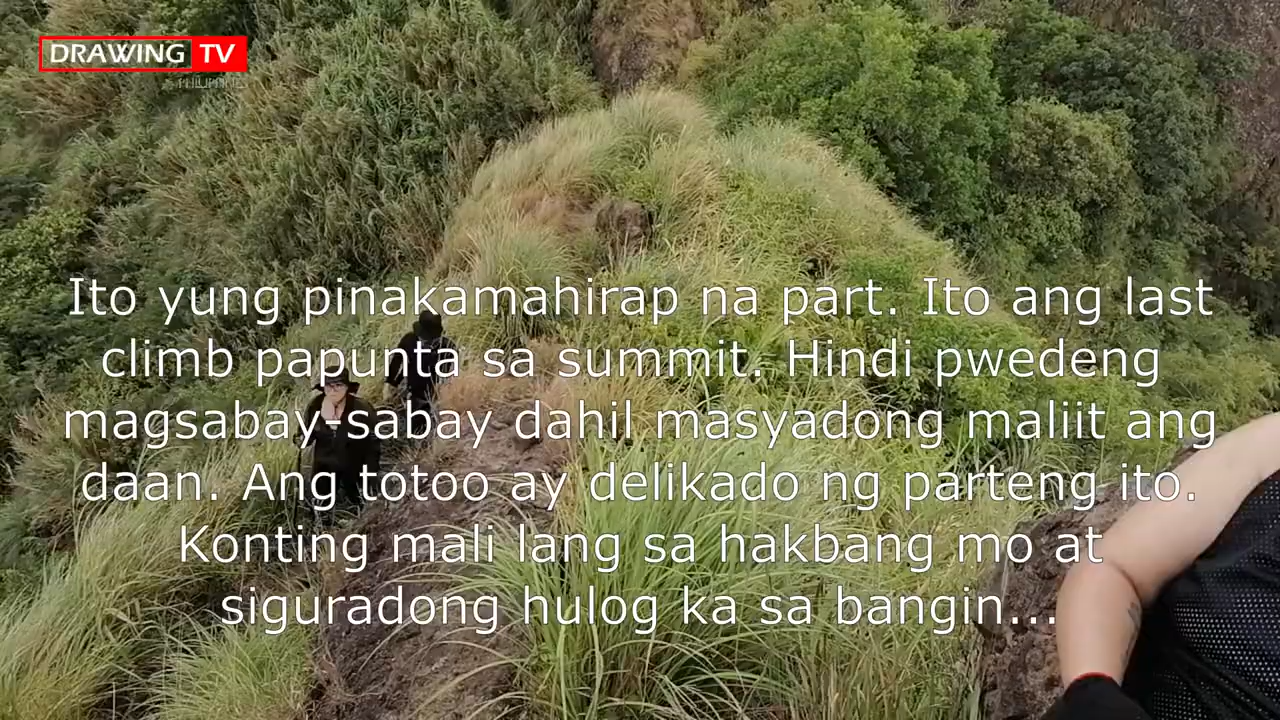 DRAWING TV
PHILIPPINES
Ito yung pinakamahirap na part. Ito ang last
climb papunta sa summit. Hindi pwedeng
magsabay-sabay dahil masyadong maliit ang
daan. Ang totoo ay delikado ng parteng ito.
Konting mali lang sa hakbang mo at
siguradong hulog ka sa bangin...